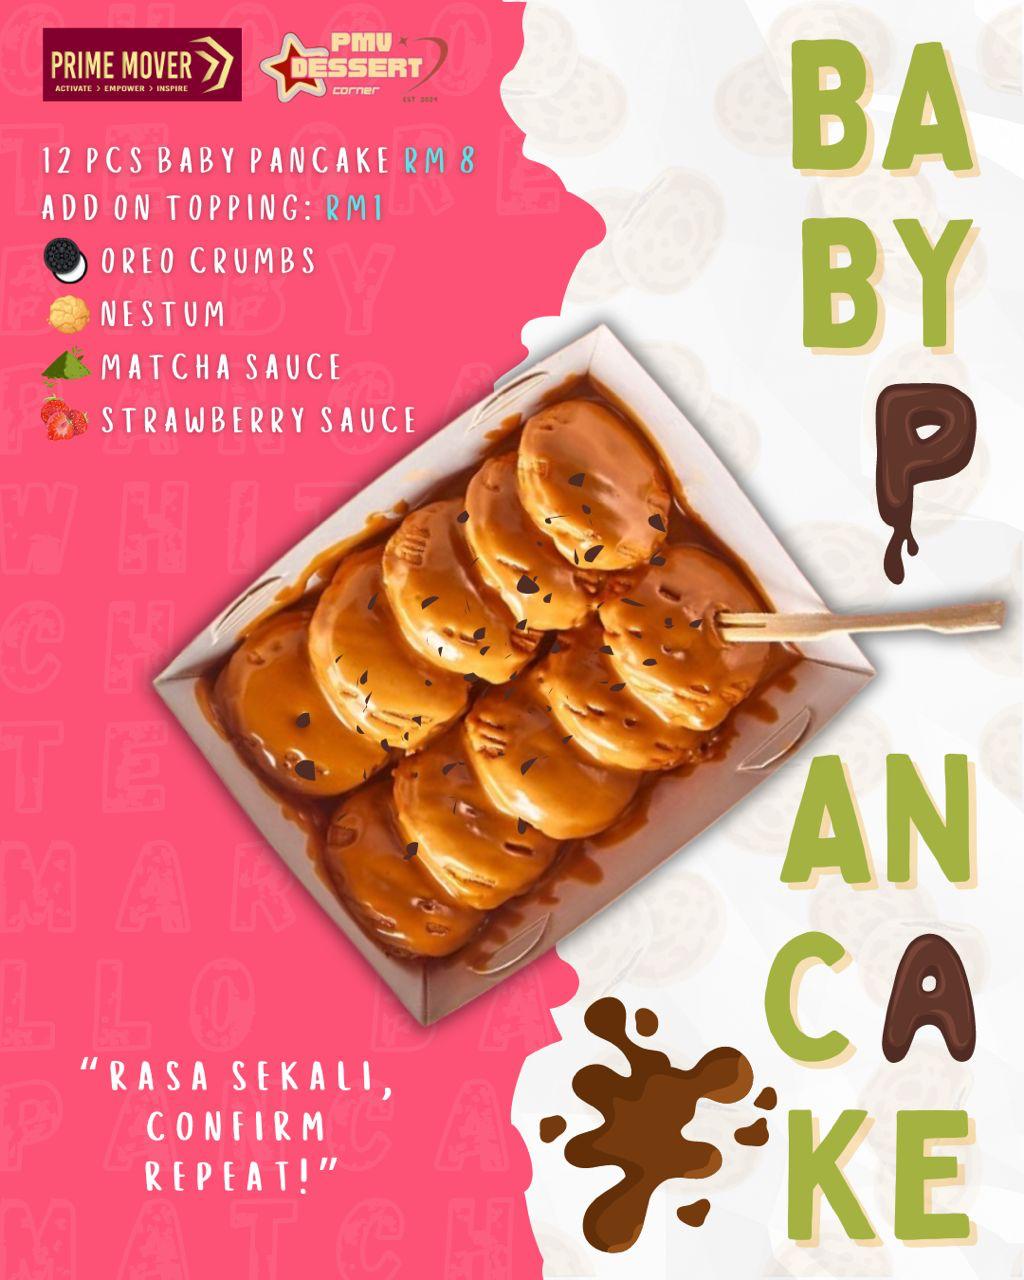 PRIME MOVER
ACTIVATE > EMPOWER > INSPIRE
PMV
DESSERT
corner
EST 2024
12 PCS BABY PANCAKE RM 8
ADD ON TOPPING: RM1
OREO CRUMBS
NESTUM
MATCHA SAUCE
STRAWBERRY SAUCE
BA
BY
P
AN
CA
KE
“RASA SEKALI,
CONFIRM
REPEAT!”